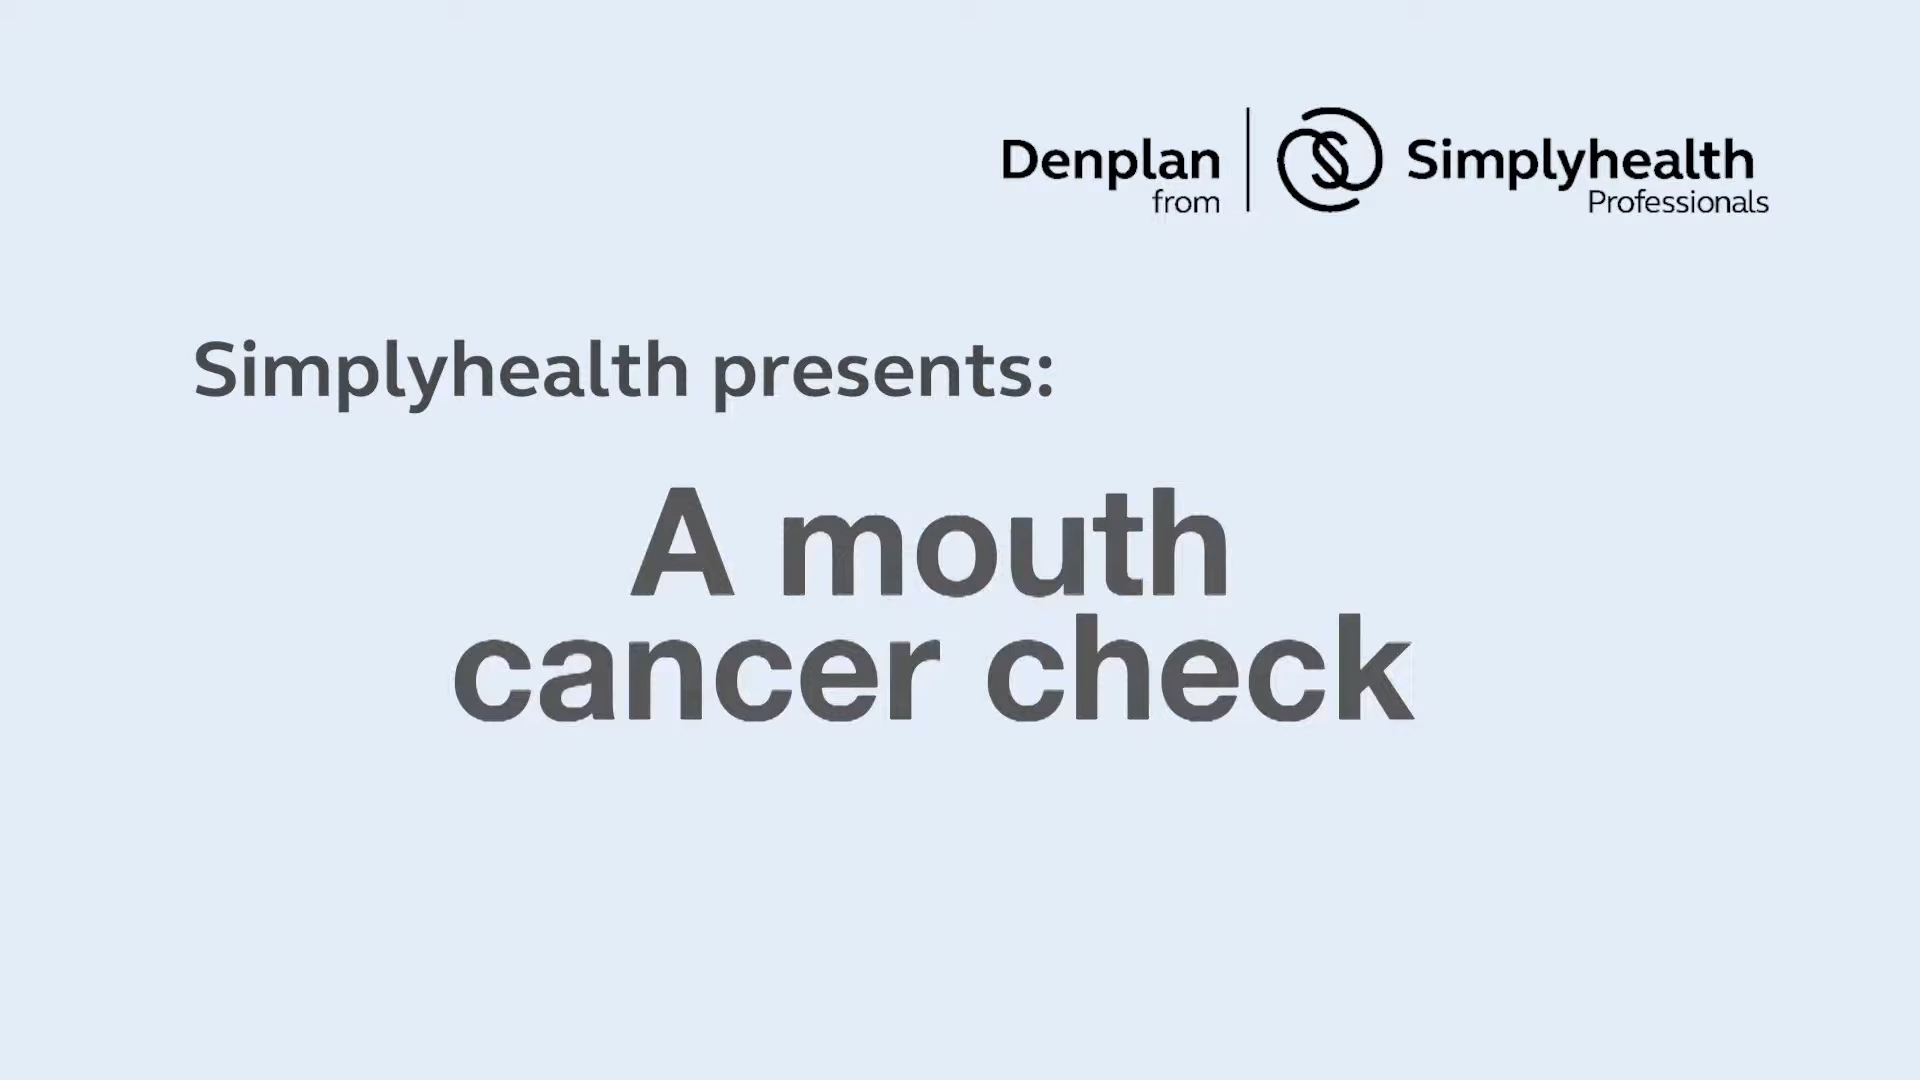 Denplan
from
Simplyhealth
Professionals
Simplyhealth presents:
A mouth
cancer check